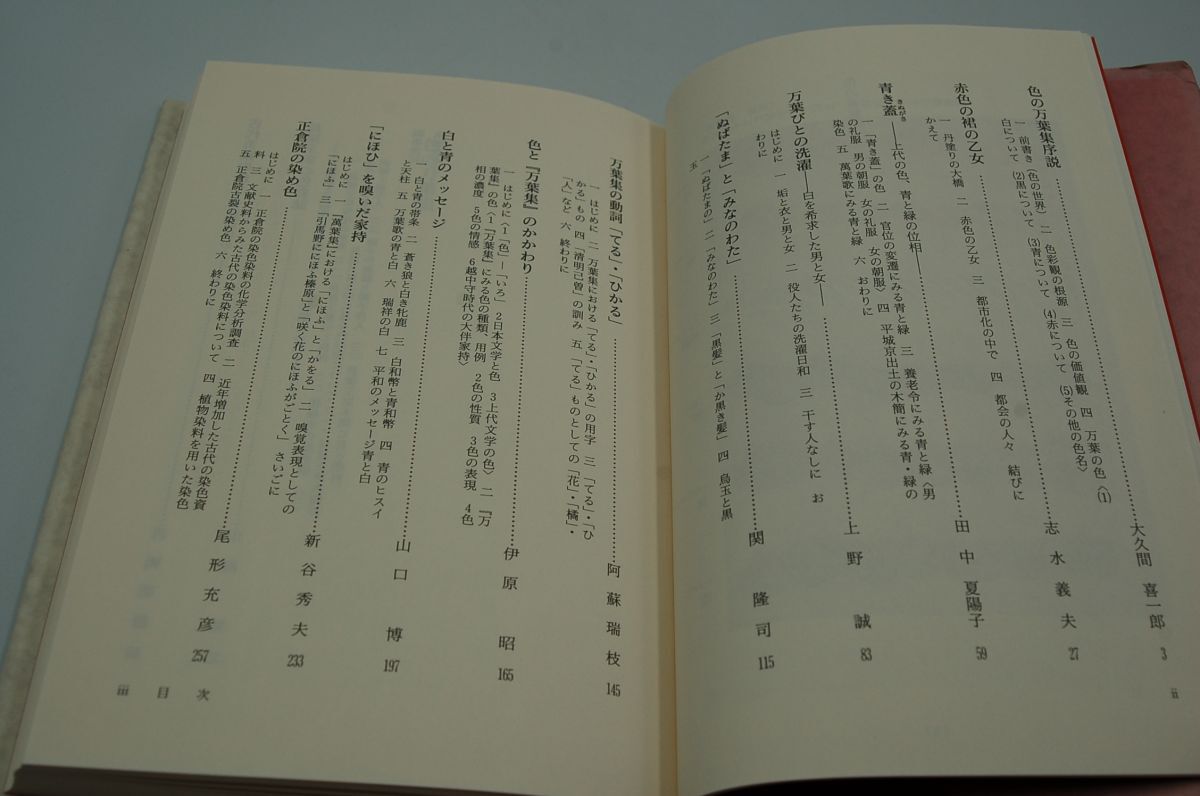 色の万葉集序説……大久間 喜一郎 3
一 前書き〈色の世界〉 二 色彩観の根源 三 色の価値観 四 万葉の色〈(1)
白について (2)黒について (3)青について (4)赤について (5)その他の色名〉
赤色の裙の乙女……志水義夫 27
一 丹塗りの大橋 二 赤色の乙女 三 都市化の中で 四 都会の人々 結びに
かえて
青き蓋 ――上代の色、青と緑の位相――……田中 夏陽子 59
きぬがさ
一 「青き蓋」の色 二 官位の変遷にみる青と緑 三 養老令にみる青と緑〈男
の礼服 男の朝服 女の礼服 女の朝服〉 四 平城京出土の木簡にみる青・緑の
染色 五 萬葉歌にみる青と緑 六 おわりに
万葉びとの洗濯――白を希求した男と女――……上野 誠 83
はじめに 一 垢と衣と男と女 二 役人たちの洗濯日和 三 干す人なしに お
わりに
「ぬばたま」と「みなのわた」……関 隆司 115
一 「ぬばたまの」 二 「みなのわた」 三 「黒髪」と「か黒き髪」 四 烏玉と黒
玉
ii
万葉集の動詞「てる」・「ひかる」……阿蘇瑞枝 145
一 はじめに 二 万葉集における「てる」・「ひかる」の用字 三 「てる」・「ひ
かる」もの 四 「清明己曽」の訓み 五 「てる」ものとしての「花」・「橘」・
「人」など 六 終わりに
色と『万葉集』のかかわり……伊原 昭 165
一 はじめに〈1「色」―「いろ」 2日本文学と色 3上代文学の色〉 二 『万
葉集』の色〈1『万葉集』にみる色の種類、用例 2色の性質 3色の表現 4色
相の濃度 5色の情感 6越中守時代の大伴家持〉
白と青のメッセージ……山口 博 197
一 白と青の帯条 二 蒼き狼と白き牝鹿 三 白和幣と青和幣 四 青のヒスイ
と天柱 五 万葉歌の青と白 六 瑞祥の白 七 平和のメッセージ青と白
「にほひ」を嗅いだ家持……新谷秀夫 233
はじめに 一 『萬葉集』における「にほふ」と「かをる」 二 嗅覚表現としての
「にほふ」 三 「引馬野ににほふ榛原」と「咲く花のにほふがごとく」 さいごに
正倉院の染め色……尾形充彦 257
はじめに 一 正倉院の染色染料の化学分析調査 二 近年増加した古代の染色資
料 三 文献史料からみた古代の染色染料について 四 植物染料を用いた染色
五 正倉院古裂の染め色 六 終わりに
iii 目次